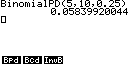 BinomialPD(5,10,0.25)
0.05839920044
BPd Bcd InvB